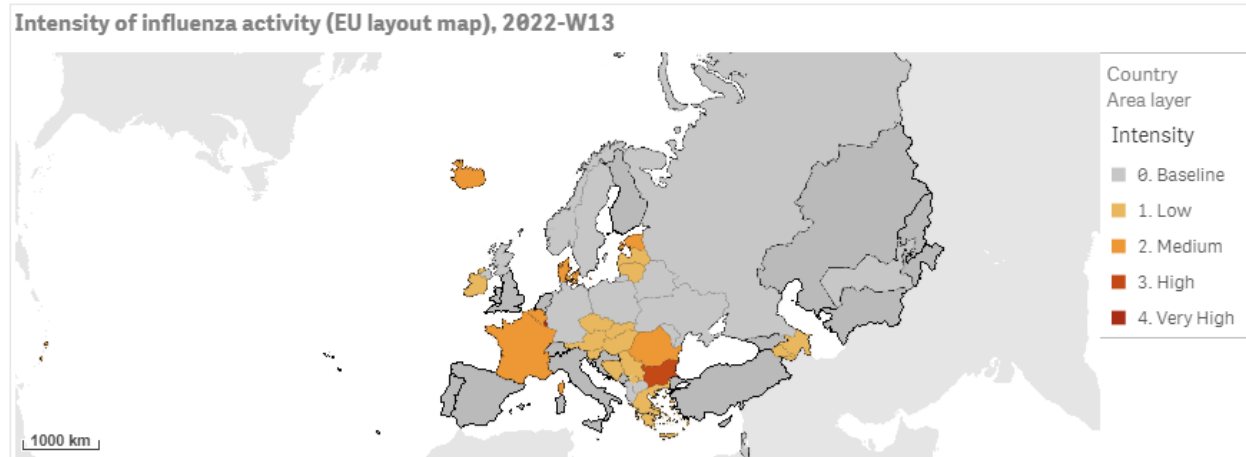 Intensity of influenza activity (EU layout map), 2022-W13
Country
Area layer
Intensity
0. Baseline
1. Low
2. Medium
3. High
4. Very High
1000 km